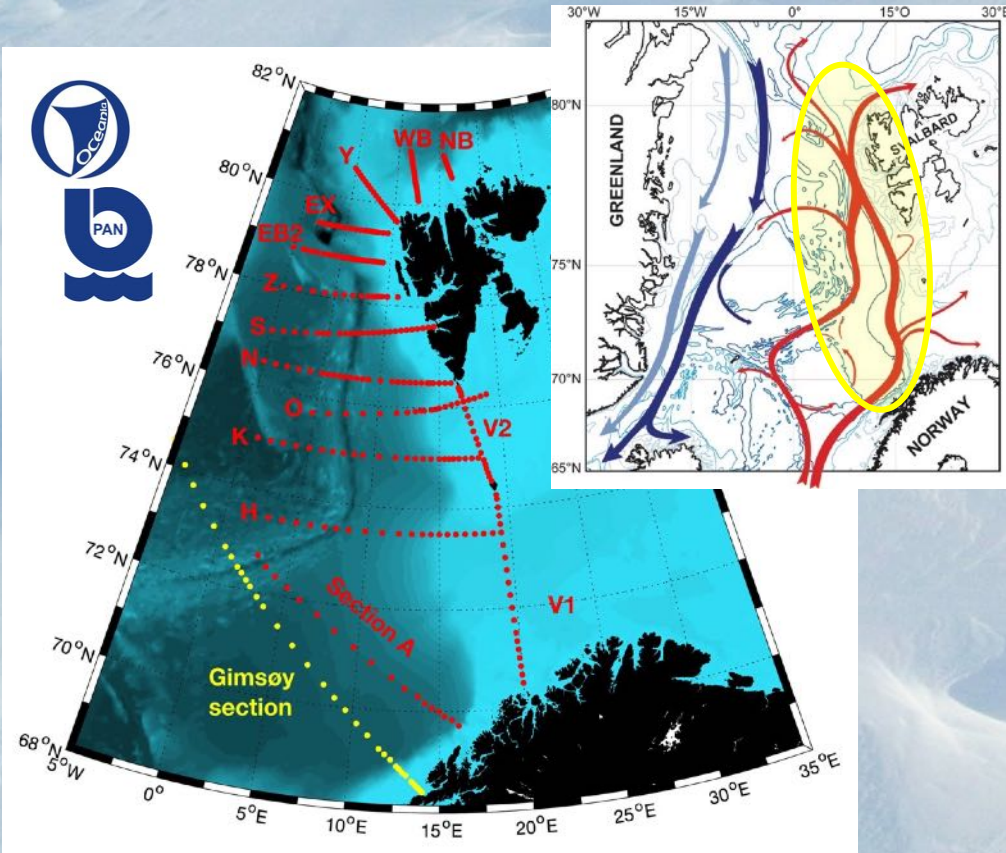 Oceania
PAN
82°N
80°N
78°N
76°N
74°N
72°N
70°N
68°N
5°W
0°
5°E
10°E
15°E
20°E
25°E
30°E
35°E
Y
WB NB
EX
EB2
Z
S
N
O
K
V2
H
V1
Section A
Gimsøy
section
30°W
15°W
0°
15°O
30°E
80°N
75°N
70°N
65°N
GREENLAND
ALBARD
NORWAY